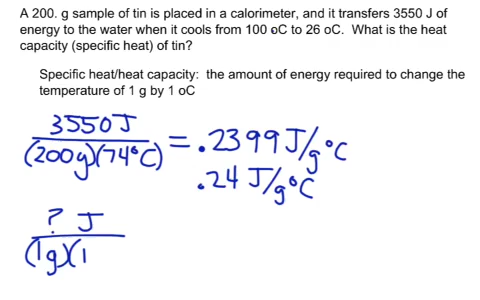 A 200. g sample of tin is placed in a calorimeter, and it transfers 3550 J of
energy to the water when it cools from 100 oC to 26 oC.  What is the heat
capacity (specific heat) of tin?
Specific heat/heat capacity:  the amount of energy required to change the
temperature of 1 g by 1 oC
3550J
(200g)(74°C) = .2399 J/g°C
.24 J/g°C
? J
(1g)(1